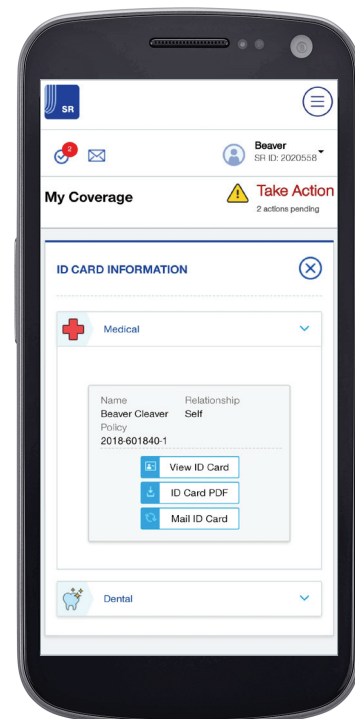 SR
2
Beaver
SR ID: 2020558
My Coverage
Take Action
2 actions pending
ID CARD INFORMATION
Medical
Name Relationship
Beaver Cleaver Self
Policy
2018-601840-1
View ID Card
ID Card PDF
Mail ID Card
Dental